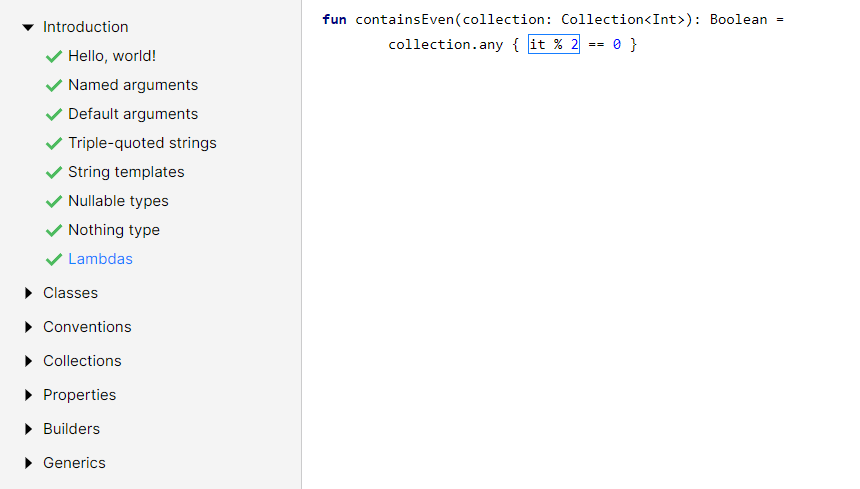 Introduction
Hello, world!
Named arguments
Default arguments
Triple-quoted strings
String templates
Nullable types
Nothing type
Lambdas
Classes
Conventions
Collections
Properties
Builders
Generics
fun containsEven(collection: Collection<Int>): Boolean =
collection.any { it % 2 == 0 }